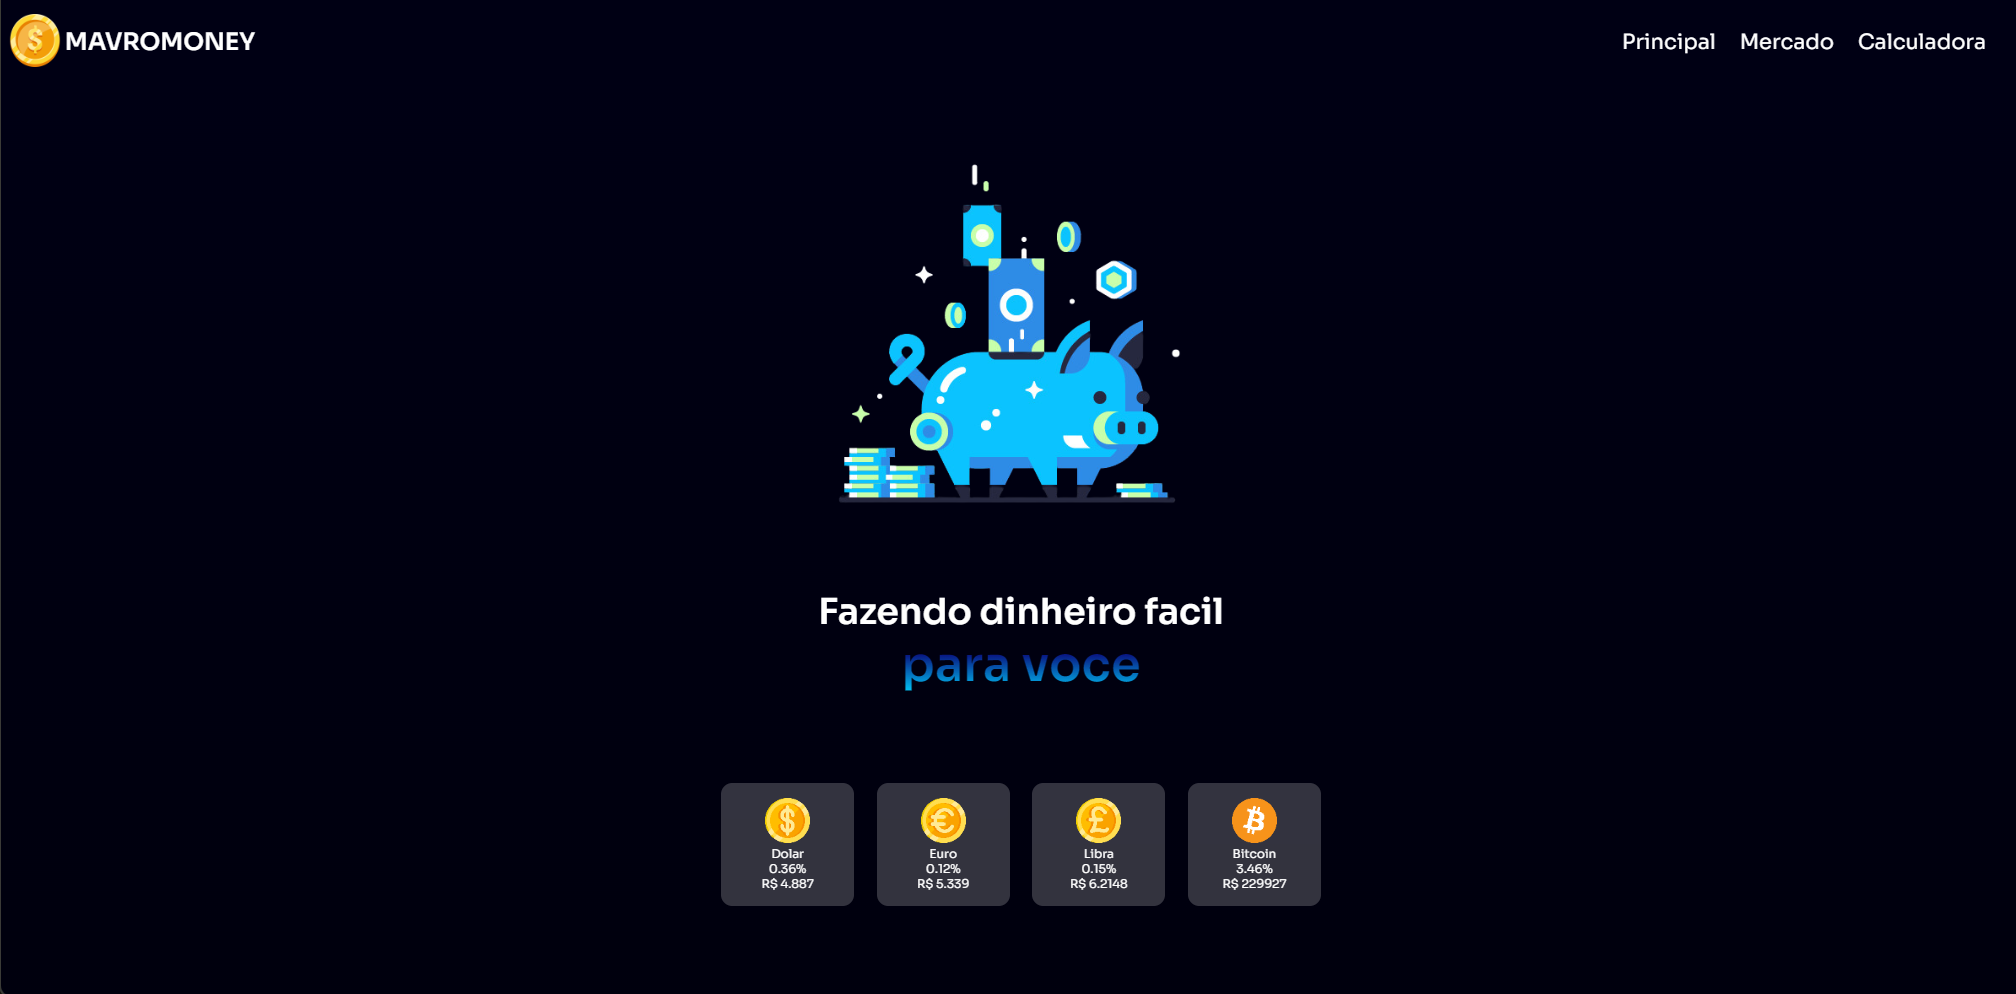 MAVROMONEY
Principal Mercado Calculadora
Fazendo dinheiro facil
para voce
Dolar
0.36%
R$ 4.887
Euro
0.12%
R$ 5.339
Libra
0.15%
R$ 6.2148
Bitcoin
3.46%
R$ 229927